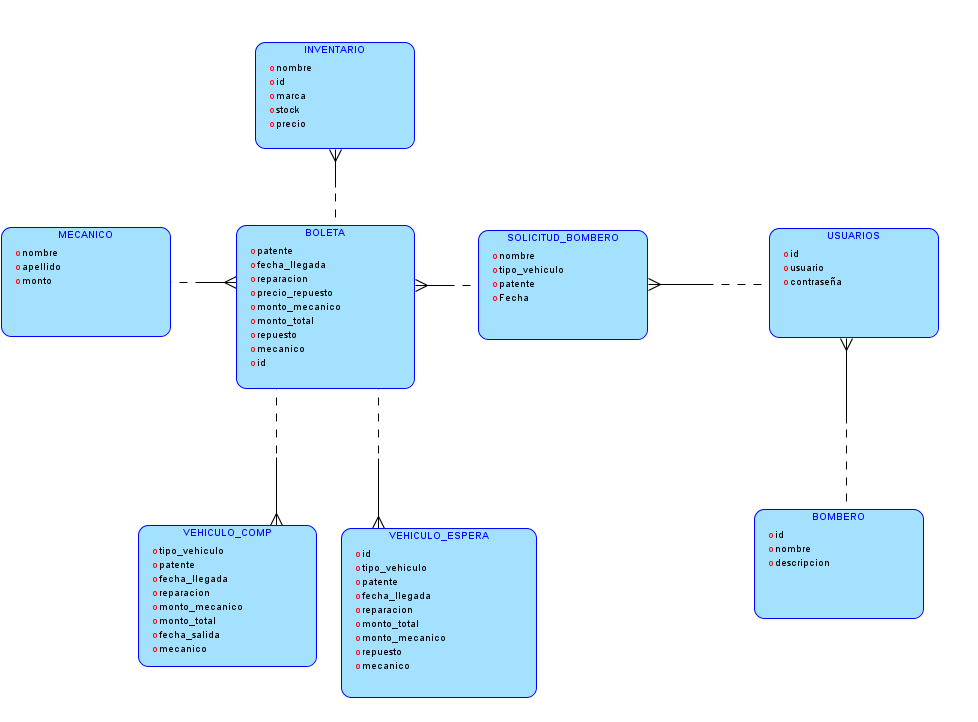 INVENTARIO
nombre
id
marca
stock
precio
MECANICO
nombre
apellido
monto
BOLETA
patente
fecha_llegada
reparacion
precio_repuesto
monto_mecanico
monto_total
repuesto
mecanico
id
SOLICITUD_BOMBERO
nombre
tipo_vehiculo
patente
Fecha
USUARIOS
id
usuario
contraseña
VEHICULO_COMP
tipo_vehiculo
patente
fecha_llegada
reparacion
monto_mecanico
monto_total
fecha_salida
mecanico
VEHICULO_ESPERA
id
tipo_vehiculo
patente
fecha_llegada
reparacion
monto_total
monto_mecanico
repuesto
mecanico
BOMBERO
id
nombre
descripcion